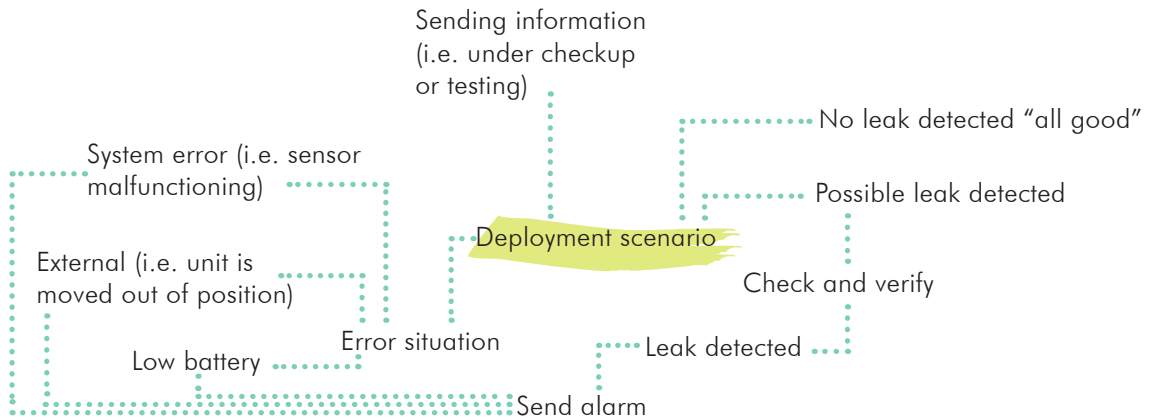 Sending information
(i.e. under checkup
or testing)
No leak detected “all good”
System error (i.e. sensor
malfunctioning)
Possible leak detected
Deployment scenario
External (i.e. unit is
moved out of position)
Check and verify
Error situation
Leak detected
Low battery
Send alarm